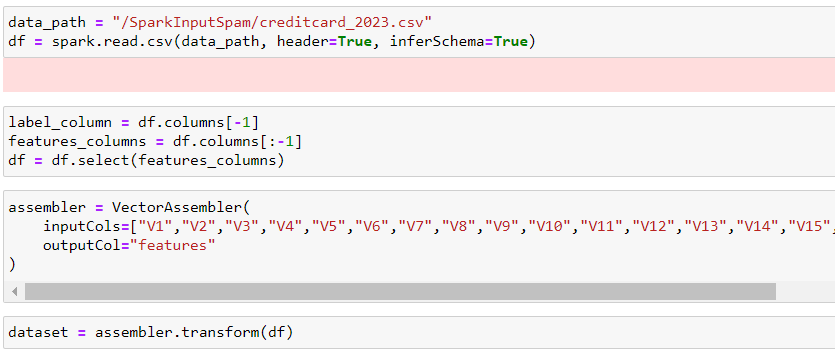 data_path = "/SparkInputSpam/creditcard_2023.csv"
df = spark.read.csv(data_path, header=True, inferSchema=True)
label_column = df.columns[-1]
features_columns = df.columns[:-1]
df = df.select(features_columns)
assembler = VectorAssembler(
    inputCols=["V1","V2","V3","V4","V5","V6","V7","V8","V9","V10","V11","V12","V13","V14","V15",
    outputCol="features"
)
dataset = assembler.transform(df)